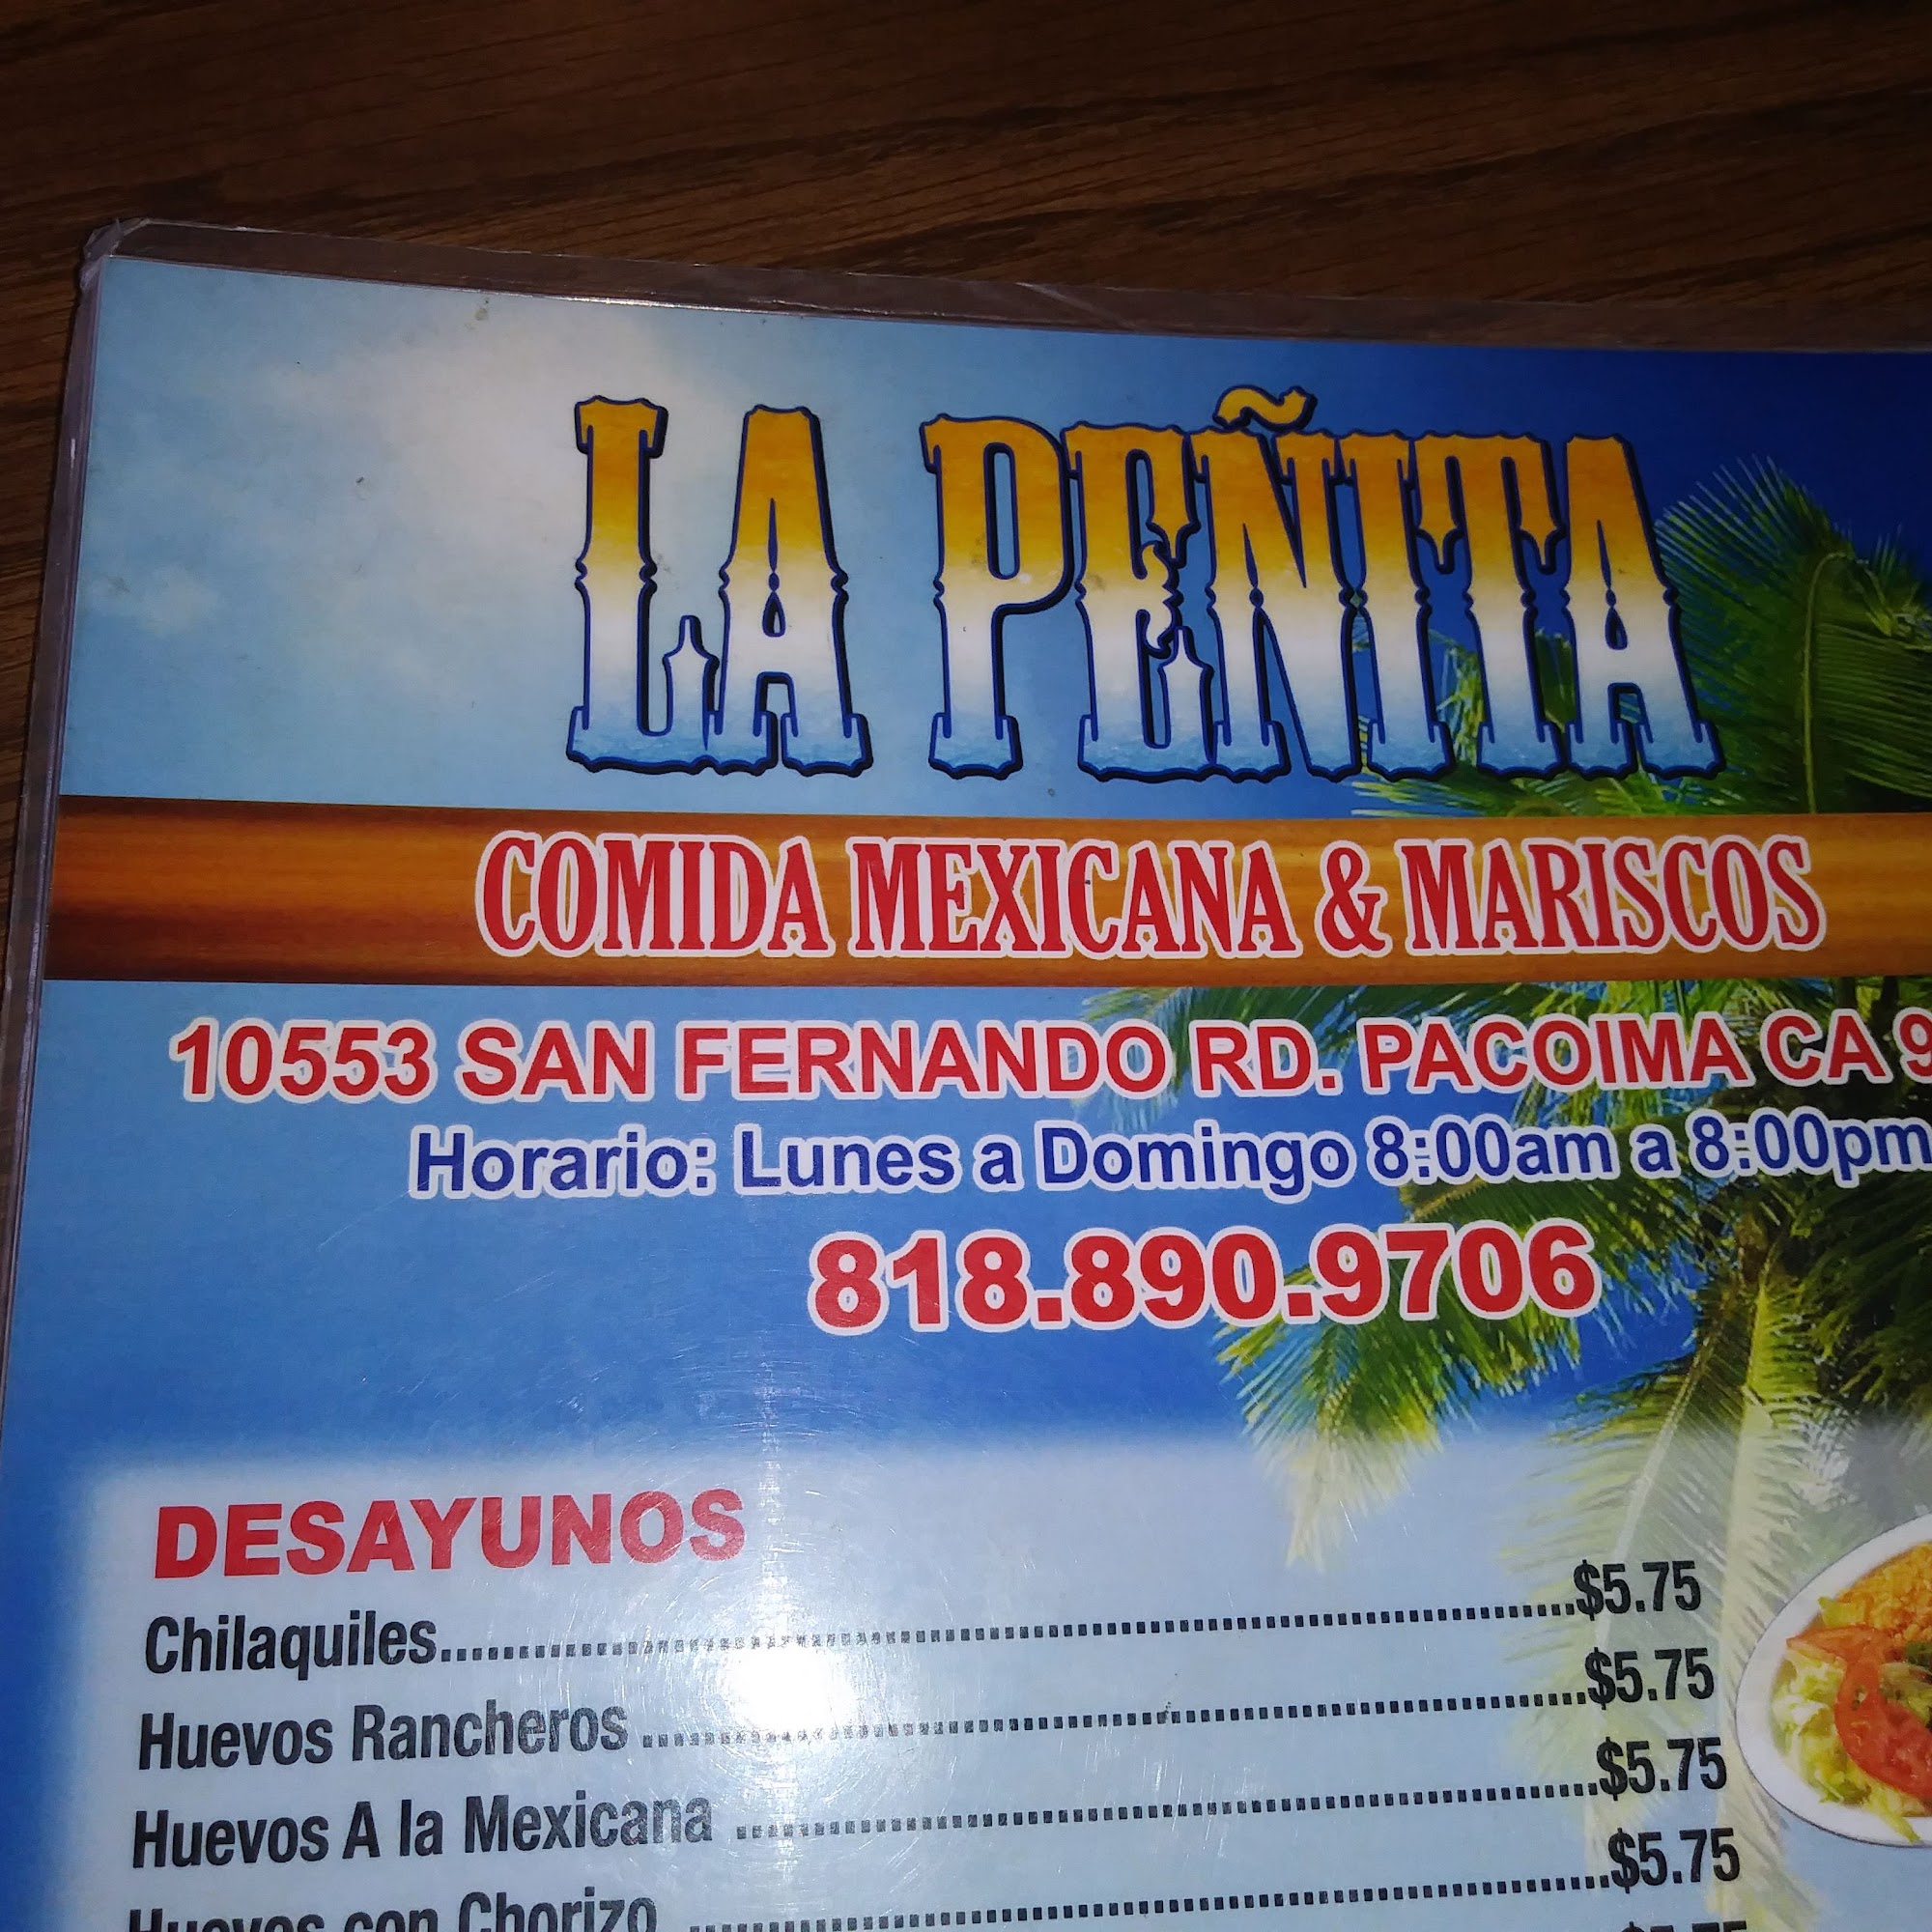 LA PEÑITA
COMIDA MEXICANA & MARISCOS
10553 SAN FERNANDO RD. PACOIMA CA 9
Horario: Lunes a Domingo 8:00am a 8:00pm
818.890.9706
DESAYUNOS
Chilaquiles..........$5.75
Huevos Rancheros ..........$5.75
Huevos A la Mexicana ..........$5.75
Huevos con Chorizo ..........$5.75